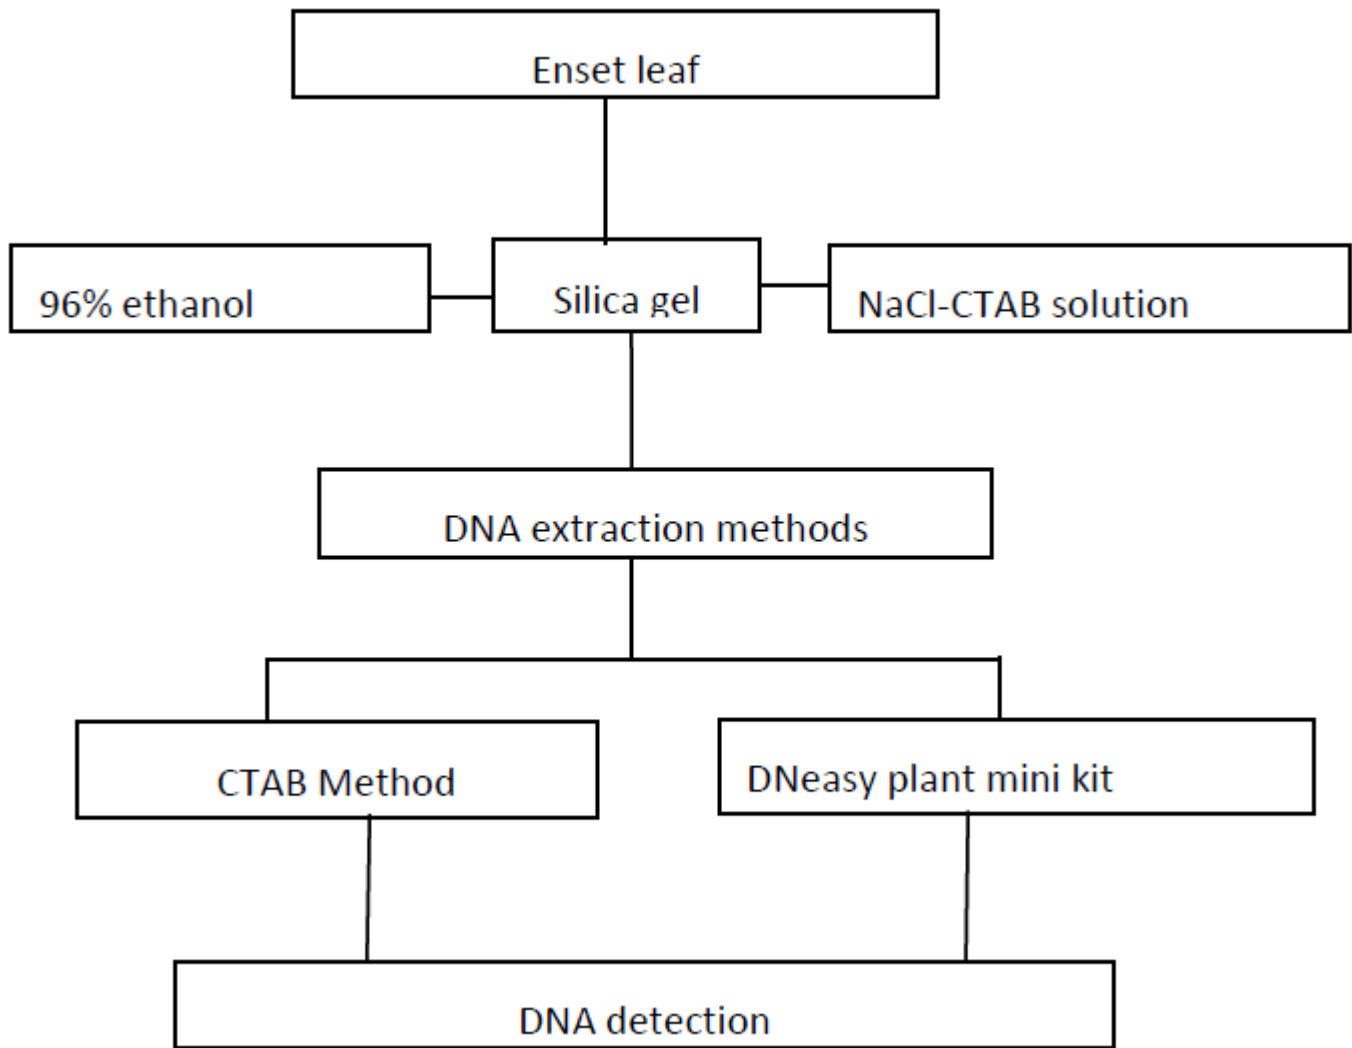 Enset leaf
96% ethanol
Silica gel
NaCl-CTAB solution
DNA extraction methods
CTAB Method
DNeasy plant mini kit
DNA detection